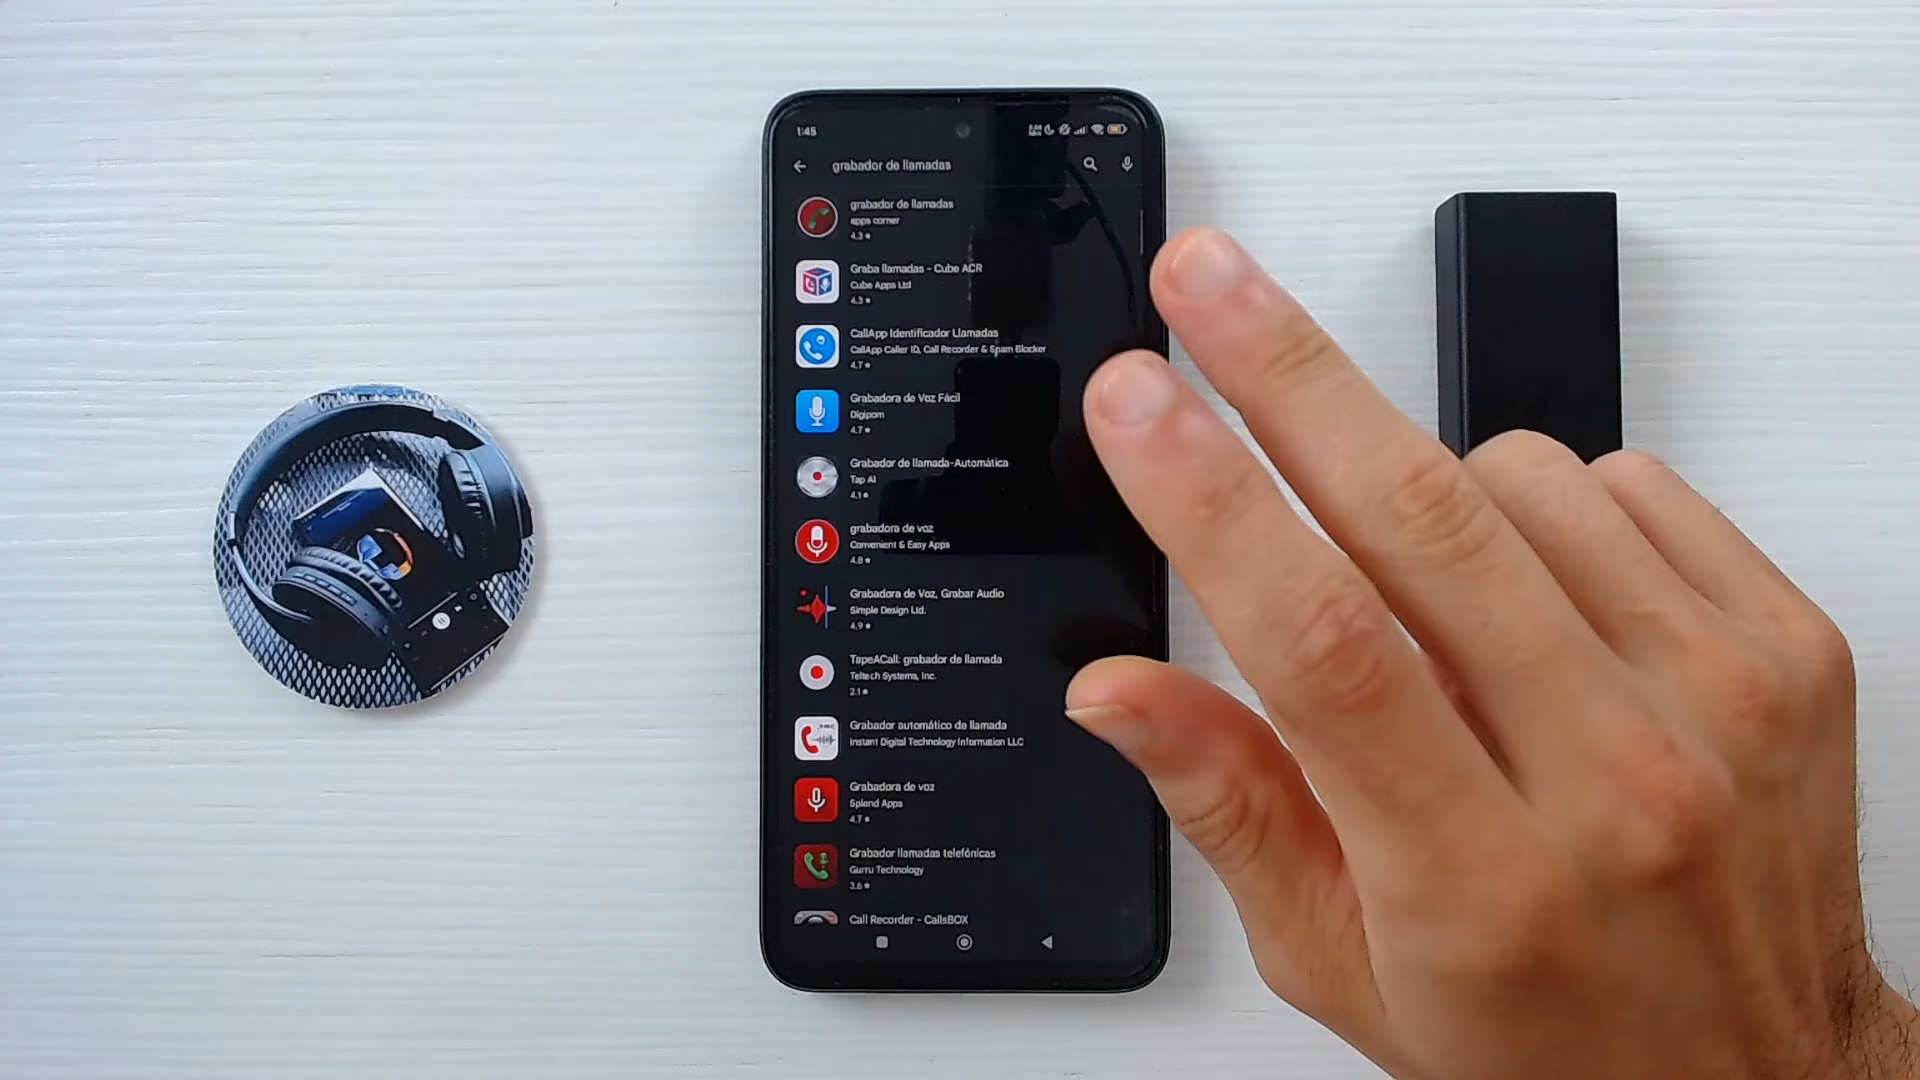 1:45
grabador de llamadas
grabador de llamadas
apps corner
4.3★
Graba llamadas - Cube ACR
Cube Apps Ltd
4.3★
CallApp Identificador Llamadas
CallApp Caller ID, Call Recorder & Spam Blocker
4.7★
Grabadora de Voz Fácil
Digipom
4.7★
Grabador de llamada-Automática
Tap AI
4.1★
grabadora de voz
Convenient & Easy Apps
4.8★
Grabadora de Voz, Grabar Audio
Simple Design Ltd.
4.9★
TapeACall: grabador de llamada
Teltech Systems, Inc.
2.1★
Grabador automático de llamada
Instant Digital Technology Information LLC
Grabadora de voz
Splend Apps
4.7★
Grabador llamadas telefónicas
Gurru Technology
3.6★
Call Recorder - CallsBOX